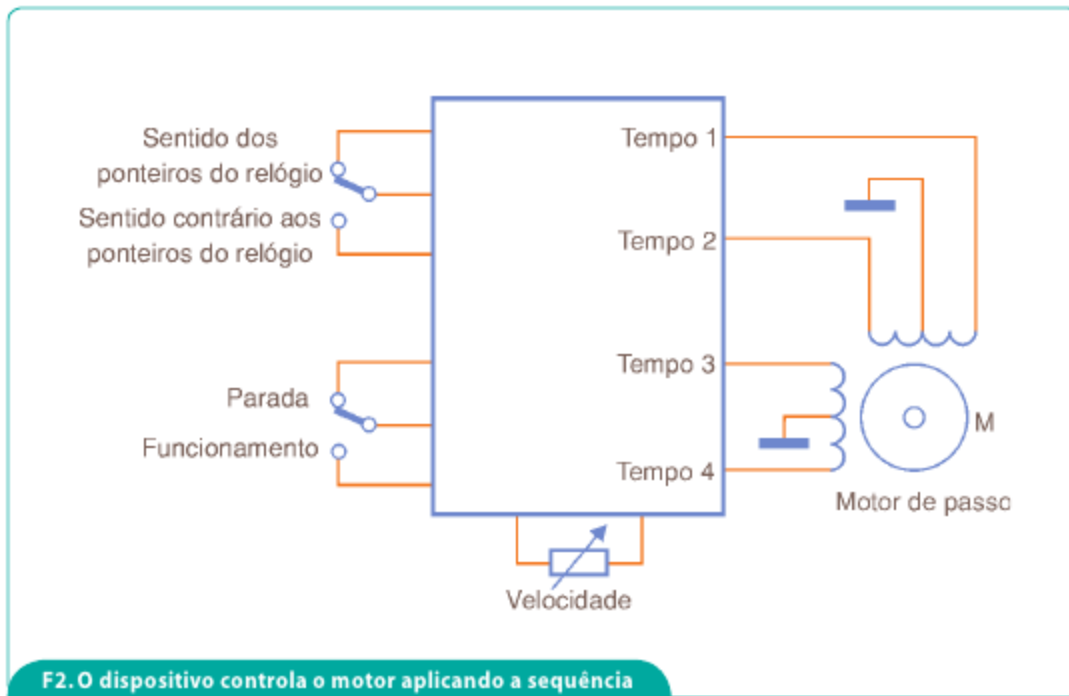 Sentido dos
ponteiros do relógio
Sentido contrário aos
ponteiros do relógio
Parada
Funcionamento
Tempo 1
Tempo 2
Tempo 3
Tempo 4
M
Motor de passo
Velocidade
F2. O dispositivo controla o motor aplicando a sequência